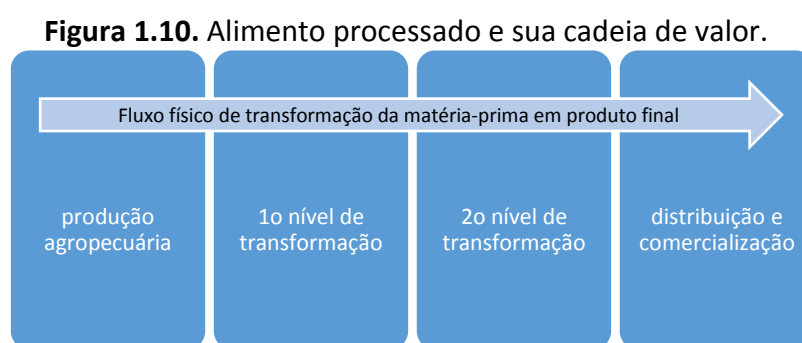 Figura 1.10. Alimento processado e sua cadeia de valor.
Fluxo físico de transformação da matéria-prima em produto final
produção
agropecuária
1o nível de
transformação
2o nível de
transformação
distribuição e
comercialização